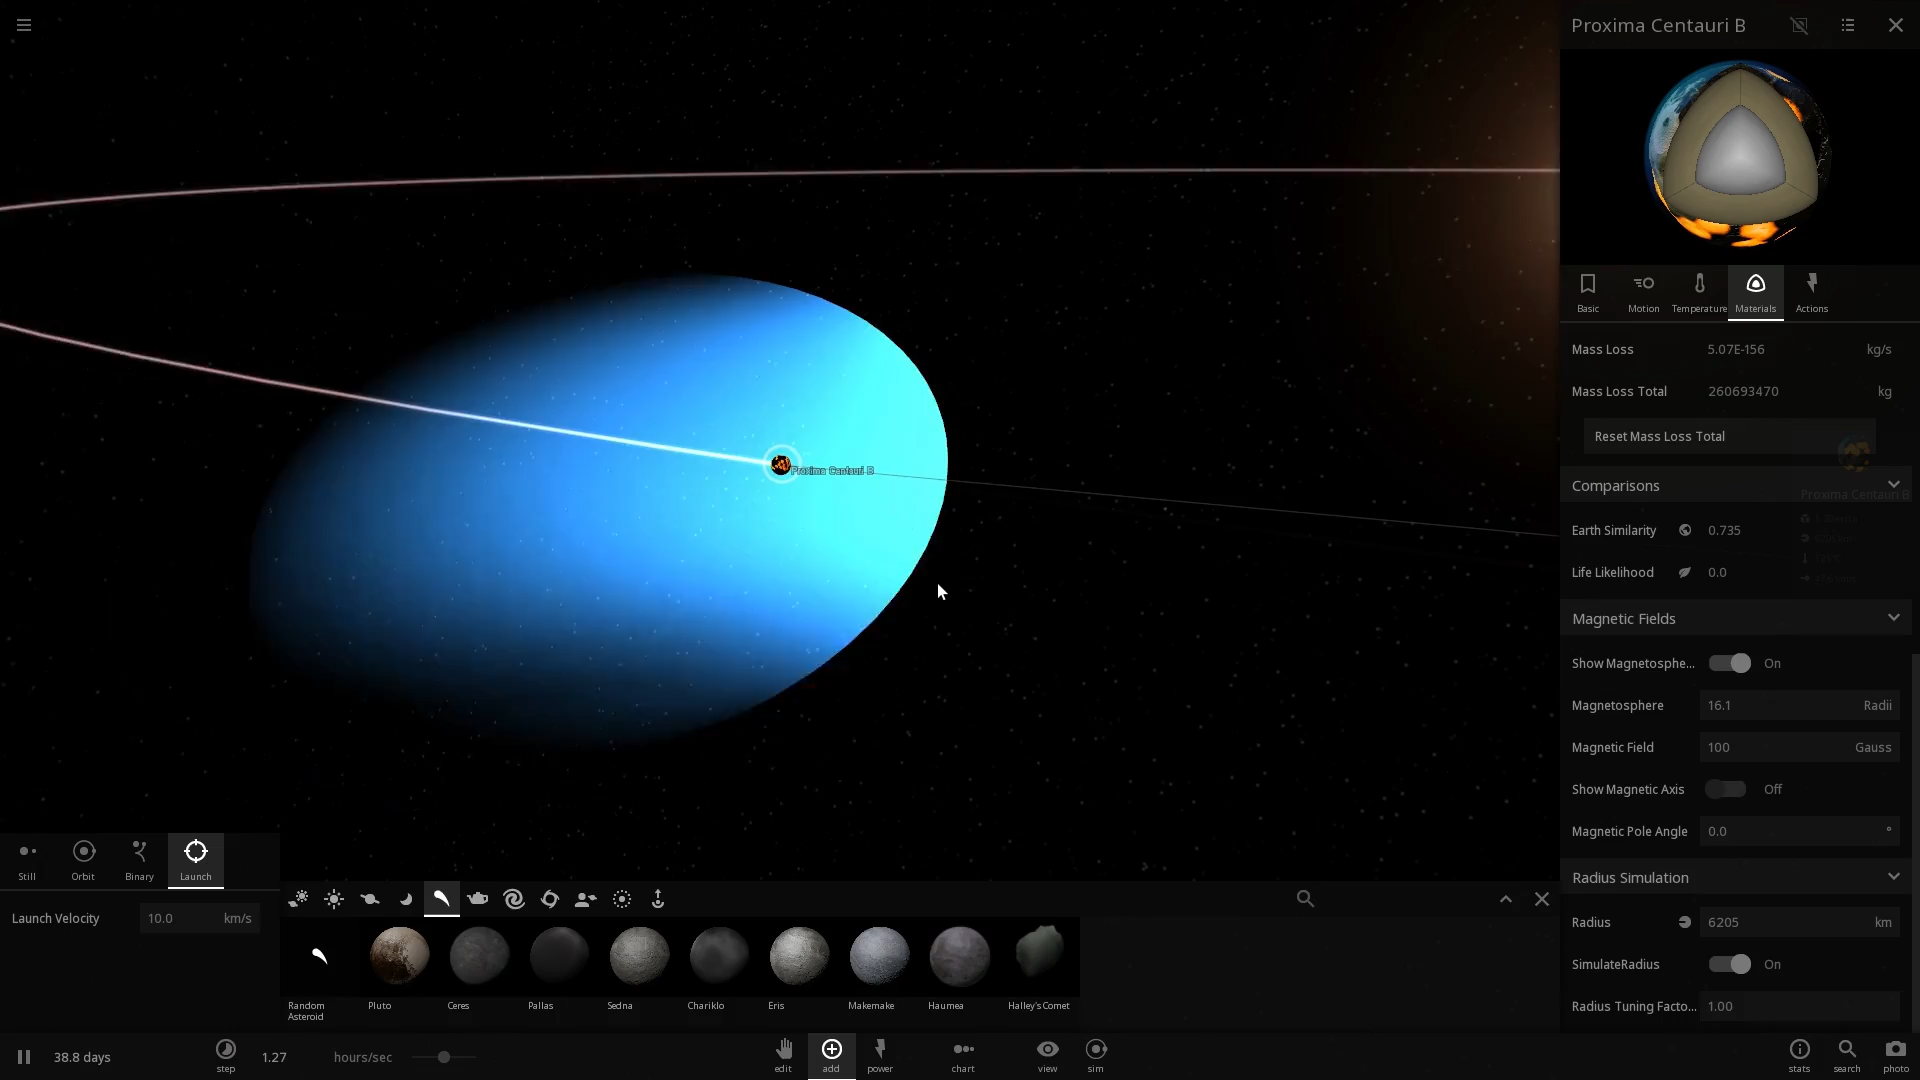 Proxima Centauri B
Basic
Motion
Temperature
Materials
Actions
Mass Loss 5.07E-156 kg/s
Mass Loss Total 260693470 kg
Reset Mass Loss Total
Comparisons
Proxima Centauri B
Earth Similarity 0.735
Life Likelihood 0.0
Magnetic Fields
Show Magnetosphe... On
Magnetosphere 16.1 Radii
Magnetic Field 100 Gauss
Show Magnetic Axis Off
Magnetic Pole Angle 0.0 °
Radius Simulation
Radius 6205 km
SimulateRadius On
Radius Tuning Facto... 1.00
Proxima Centauri B
Still
Orbit
Binary
Launch
Launch Velocity 10.0 km/s
Random
Asteroid
Pluto
Ceres
Pallas
Sedna
Chariklo
Eris
Makemake
Haumea
Halley's Comet
38.8 days
step
1.27 hours/sec
edit
add
power
chart
view
sim
stats
search
photo